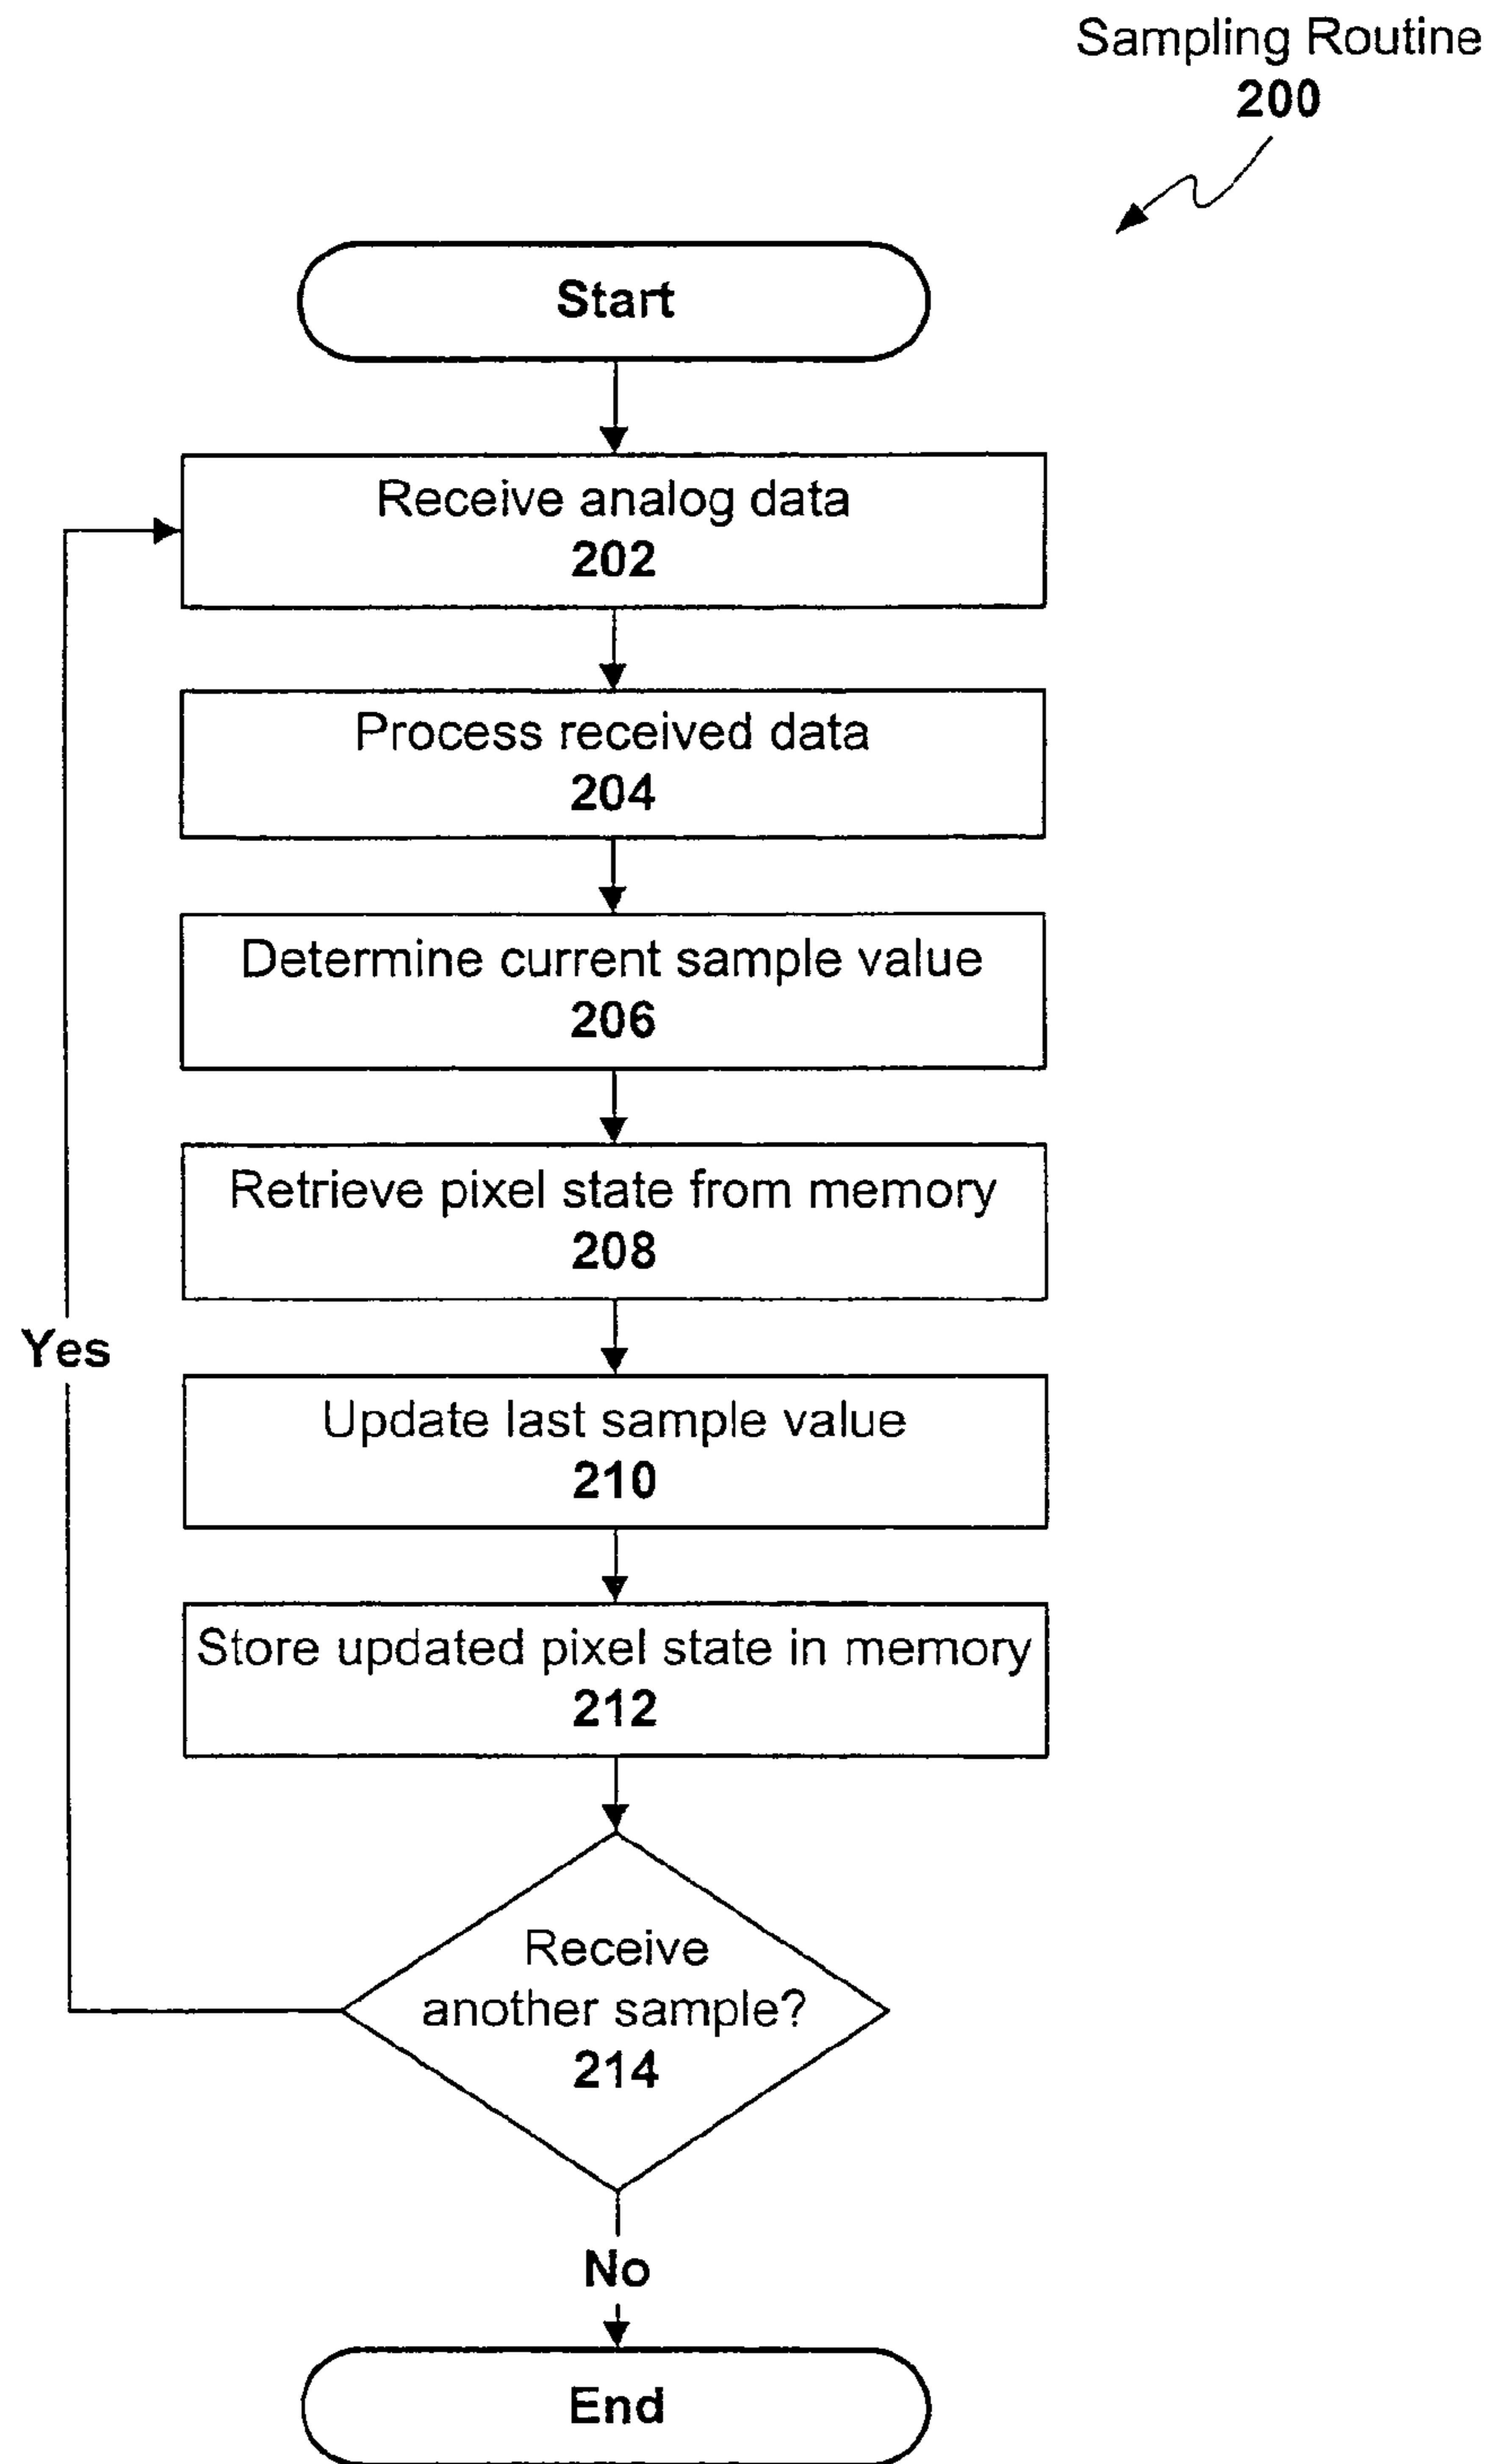 Sampling Routine
200
Start
Receive analog data
202
Process received data
204
Determine current sample value
206
Retrieve pixel state from memory
208
Yes
Update last sample value
210
Store updated pixel state in memory
212
Receive
another sample?
214
No
End